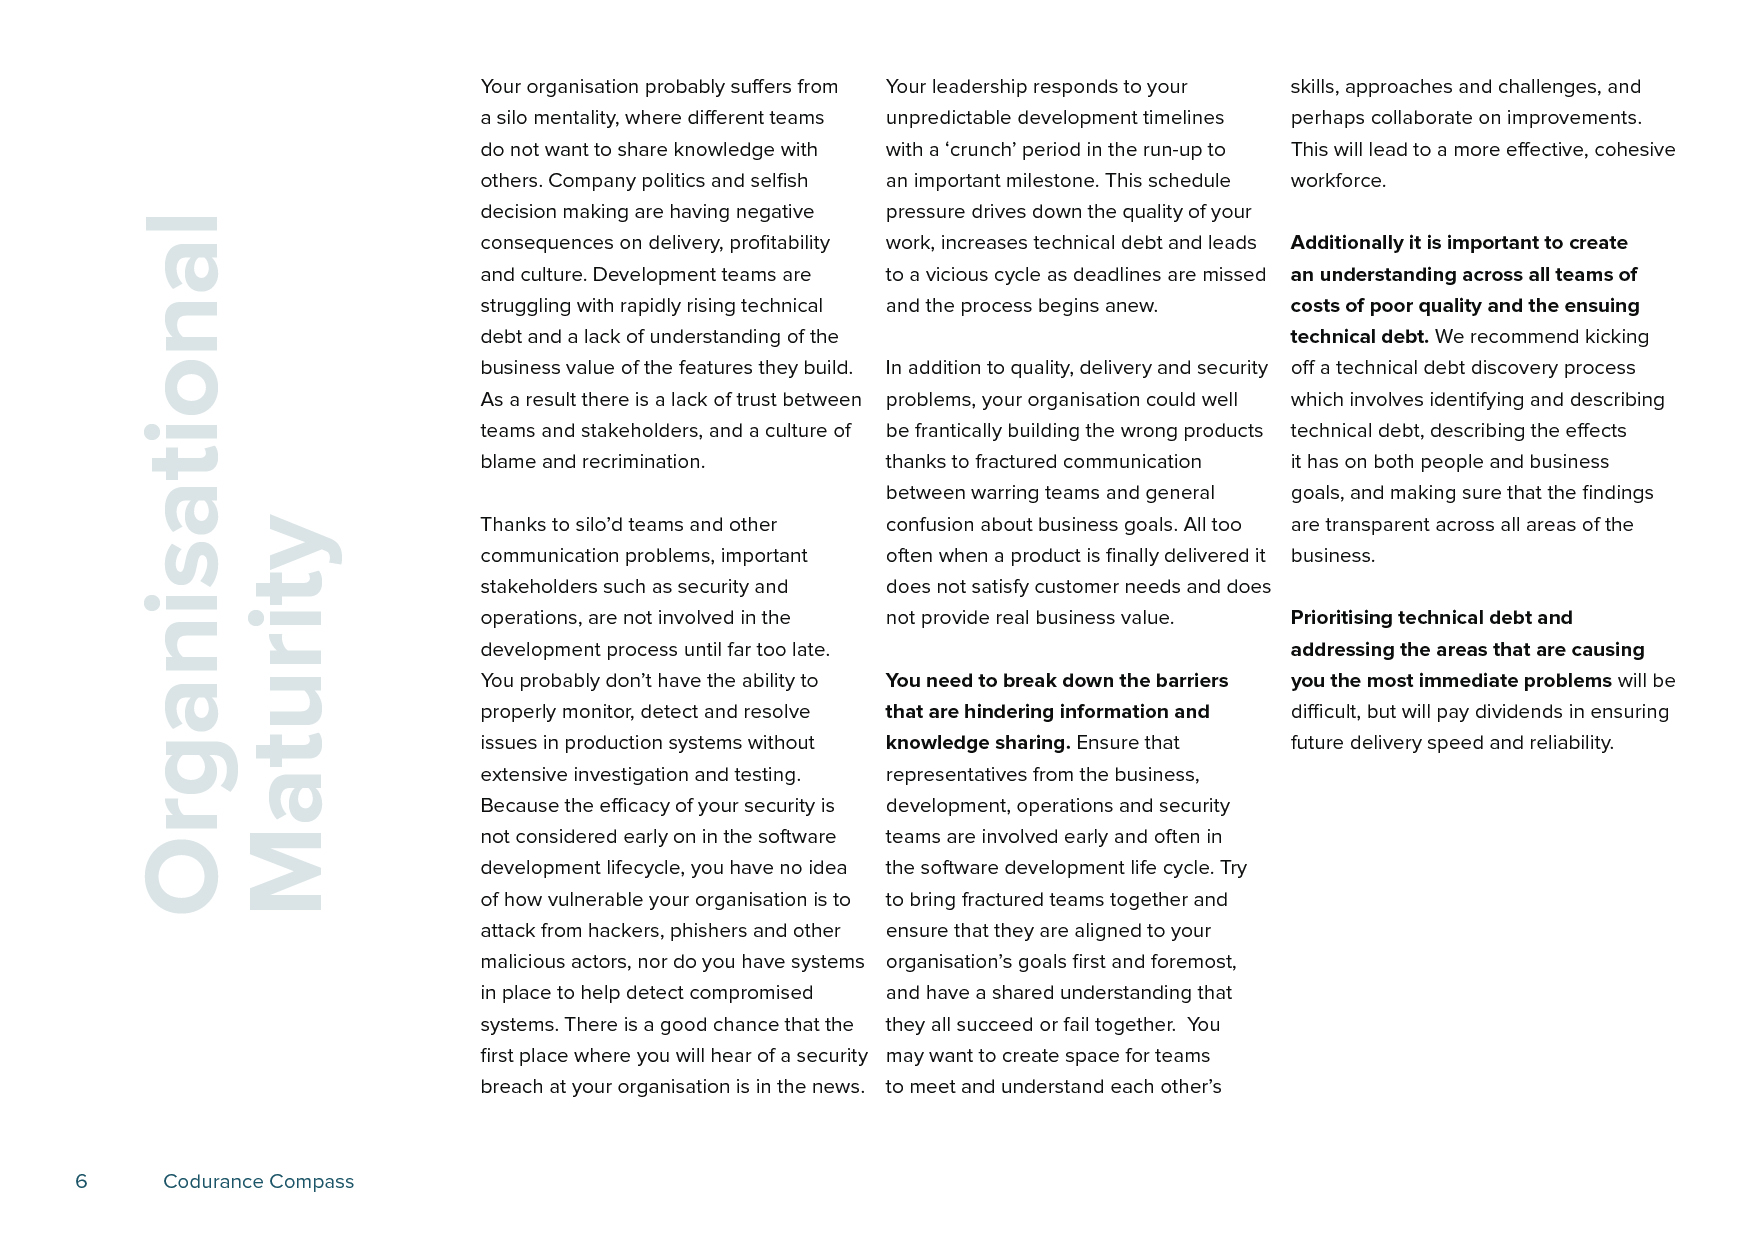 Organisational
Maturity
Your organisation probably suffers from
a silo mentality, where different teams
do not want to share knowledge with
others. Company politics and selfish
decision making are having negative
consequences on delivery, profitability
and culture. Development teams are
struggling with rapidly rising technical
debt and a lack of understanding of the
business value of the features they build.
As a result there is a lack of trust between
teams and stakeholders, and a culture of
blame and recrimination.
Thanks to silo’d teams and other
communication problems, important
stakeholders such as security and
operations, are not involved in the
development process until far too late.
You probably don’t have the ability to
properly monitor, detect and resolve
issues in production systems without
extensive investigation and testing.
Because the efficacy of your security is
not considered early on in the software
development lifecycle, you have no idea
of how vulnerable your organisation is to
attack from hackers, phishers and other
malicious actors, nor do you have systems
in place to help detect compromised
systems. There is a good chance that the
first place where you will hear of a security
breach at your organisation is in the news.
Your leadership responds to your
unpredictable development timelines
with a ‘crunch’ period in the run-up to
an important milestone. This schedule
pressure drives down the quality of your
work, increases technical debt and leads
to a vicious cycle as deadlines are missed
and the process begins anew.
In addition to quality, delivery and security
problems, your organisation could well
be frantically building the wrong products
thanks to fractured communication
between warring teams and general
confusion about business goals. All too
often when a product is finally delivered it
does not satisfy customer needs and does
not provide real business value.
You need to break down the barriers
that are hindering information and
knowledge sharing. Ensure that
representatives from the business,
development, operations and security
teams are involved early and often in
the software development life cycle. Try
to bring fractured teams together and
ensure that they are aligned to your
organisation’s goals first and foremost,
and have a shared understanding that
they all succeed or fail together.  You
may want to create space for teams
to meet and understand each other’s
skills, approaches and challenges, and
perhaps collaborate on improvements.
This will lead to a more effective, cohesive
workforce.
Additionally it is important to create
an understanding across all teams of
costs of poor quality and the ensuing
technical debt. We recommend kicking
off a technical debt discovery process
which involves identifying and describing
technical debt, describing the effects
it has on both people and business
goals, and making sure that the findings
are transparent across all areas of the
business.
Prioritising technical debt and
addressing the areas that are causing
you the most immediate problems will be
difficult, but will pay dividends in ensuring
future delivery speed and reliability.
6 Codurance Compass